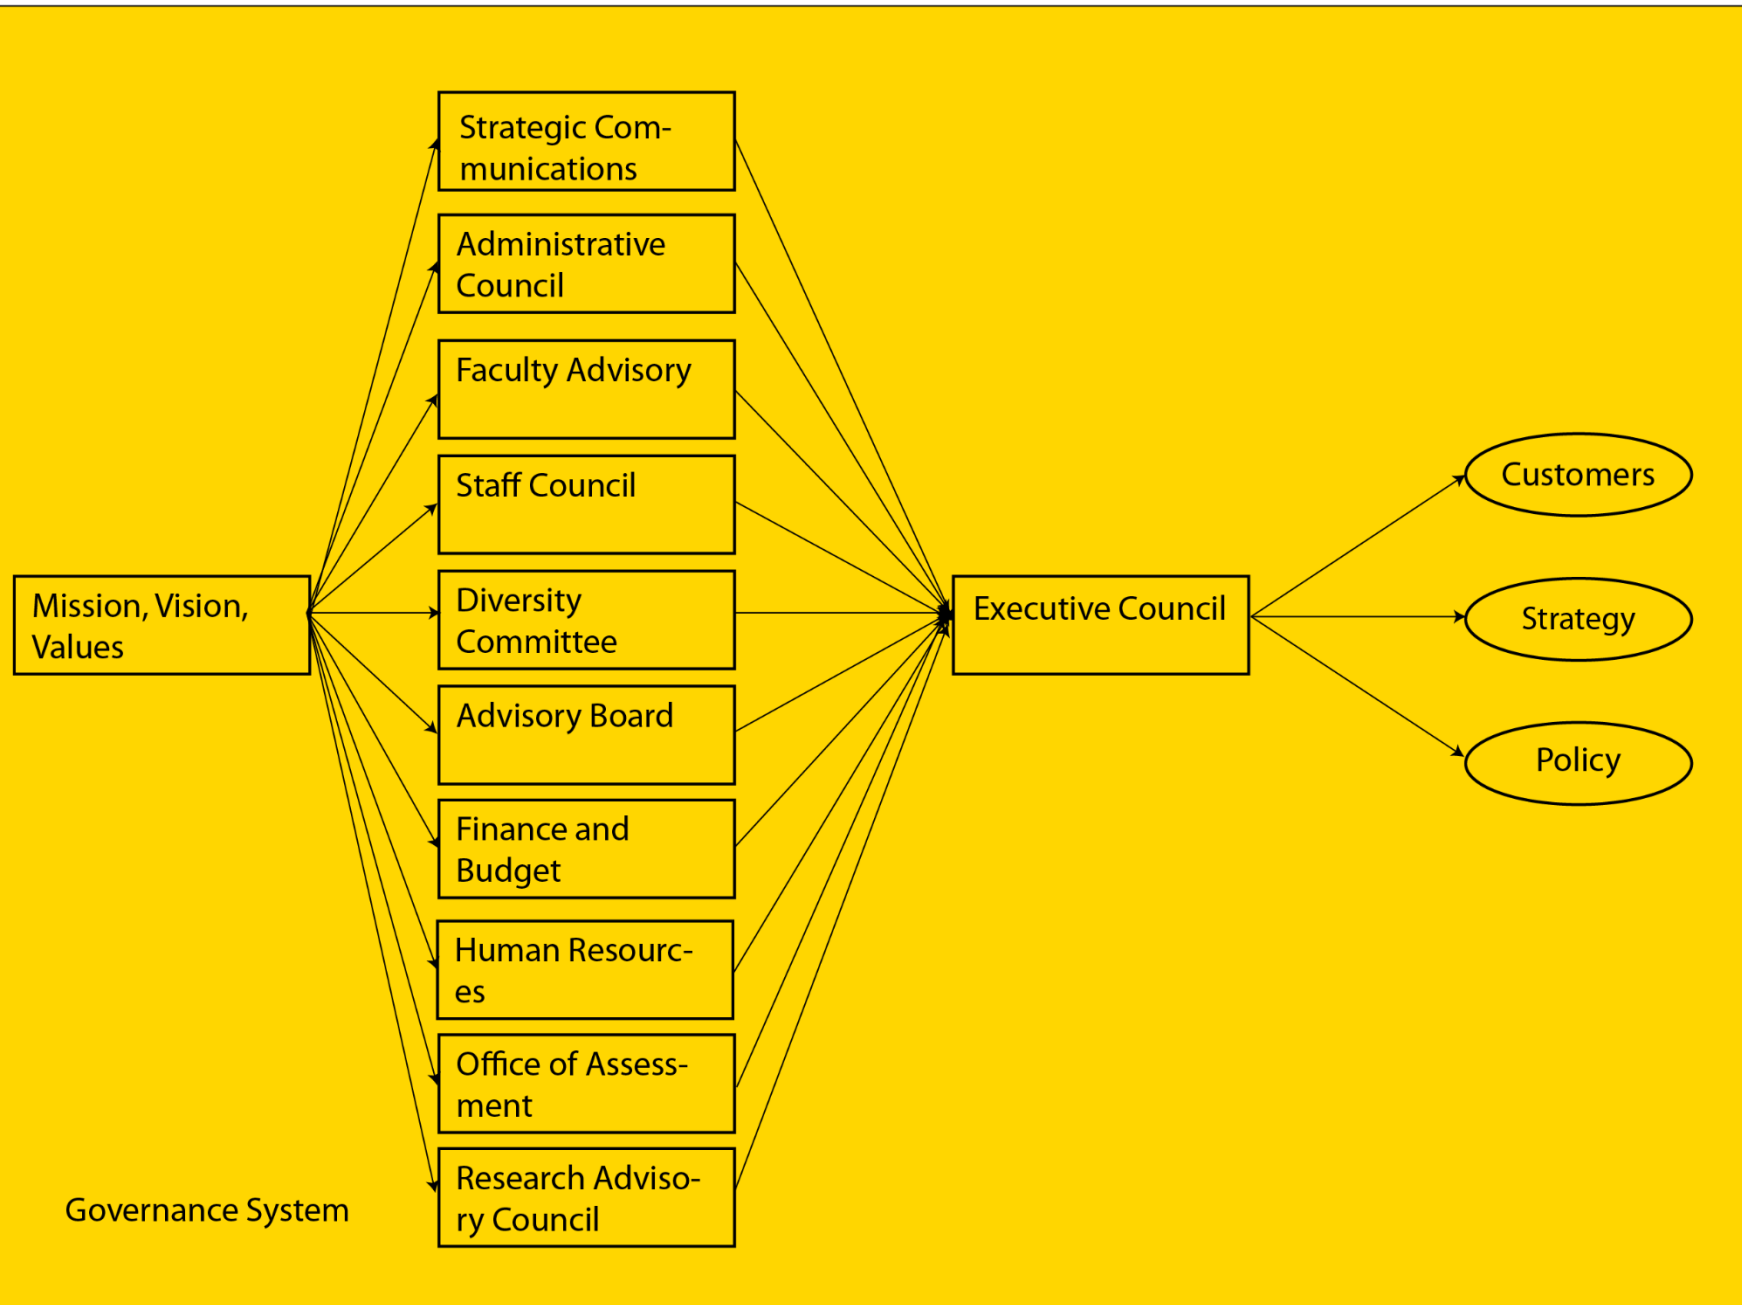 Strategic Com-
munications
Administrative
Council
Faculty Advisory
Staff Council
Mission, Vision,
Values
Diversity
Committee
Advisory Board
Finance and
Budget
Human Resourc-
es
Office of Assess-
ment
Research Adviso-
ry Council
Executive Council
Customers
Strategy
Policy
Governance System